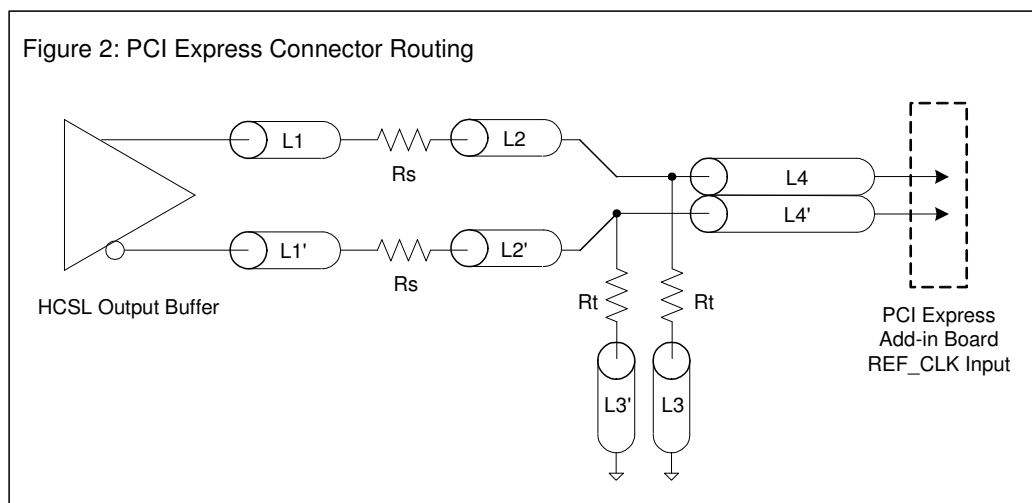 Figure 2: PCI Express Connector Routing
L1
Rs
L2
L4
L4'
L1'
Rs
L2'
HCSL Output Buffer
Rt
Rt
L3'
L3
PCI Express
Add-in Board
REF_CLK Input